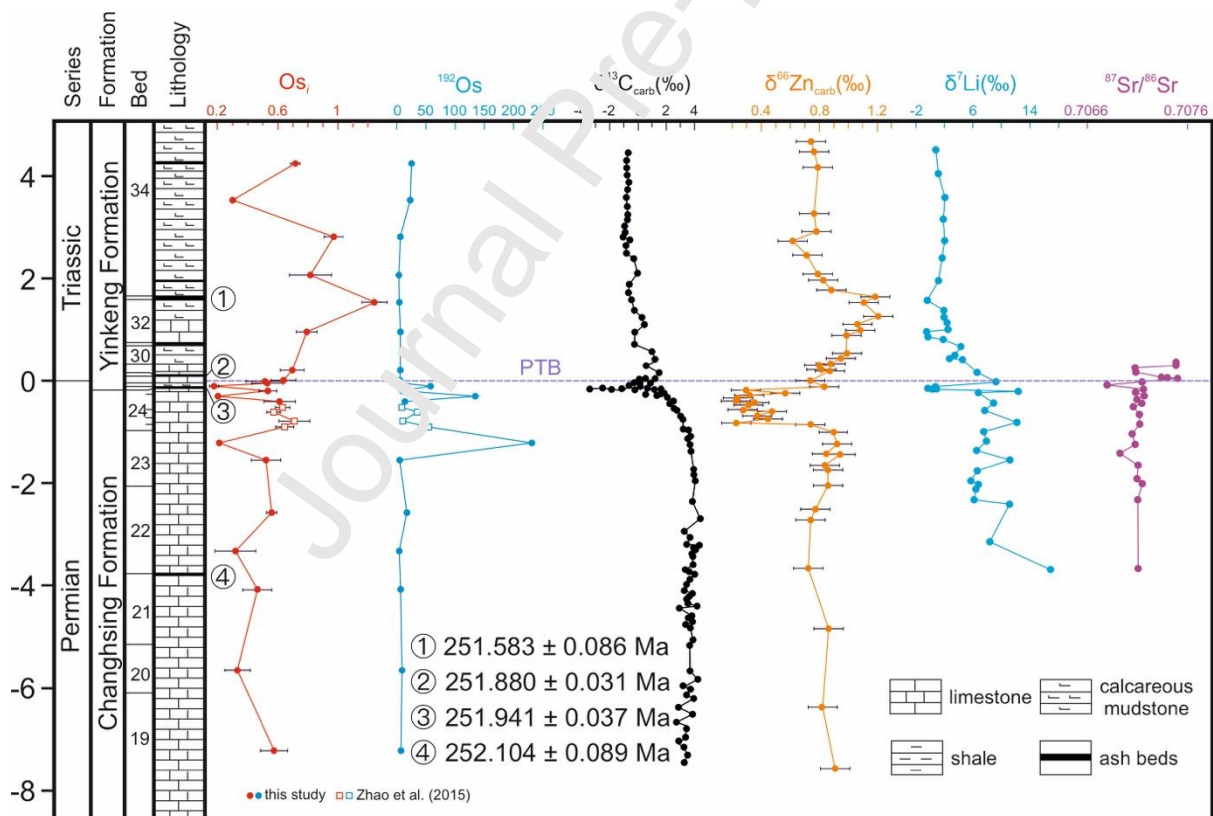 Journal Pre-
Series
Formation
Bed
Lithology
Osᵢ
¹⁹²Os
¹³C_carb(‰)
δ⁶⁶Zn_carb(‰)
δ⁷Li(‰)
⁸⁷Sr/⁸⁶Sr
0.2 0.6 1
0 50 100 150 200
2 4
0.4 0.8 1.2
-2 6 14
0.7066 0.7076
4
2
0
-2
-4
-6
-8
Triassic
Permian
Yinkeng Formation
Changhsing Formation
34
32
30
24
23
22
21
20
19
①
②
③
④
PTB
① 251.583 ± 0.086 Ma
② 251.880 ± 0.031 Ma
③ 251.941 ± 0.037 Ma
④ 252.104 ± 0.089 Ma
limestone
calcareous
mudstone
shale
ash beds
this study
Zhao et al. (2015)